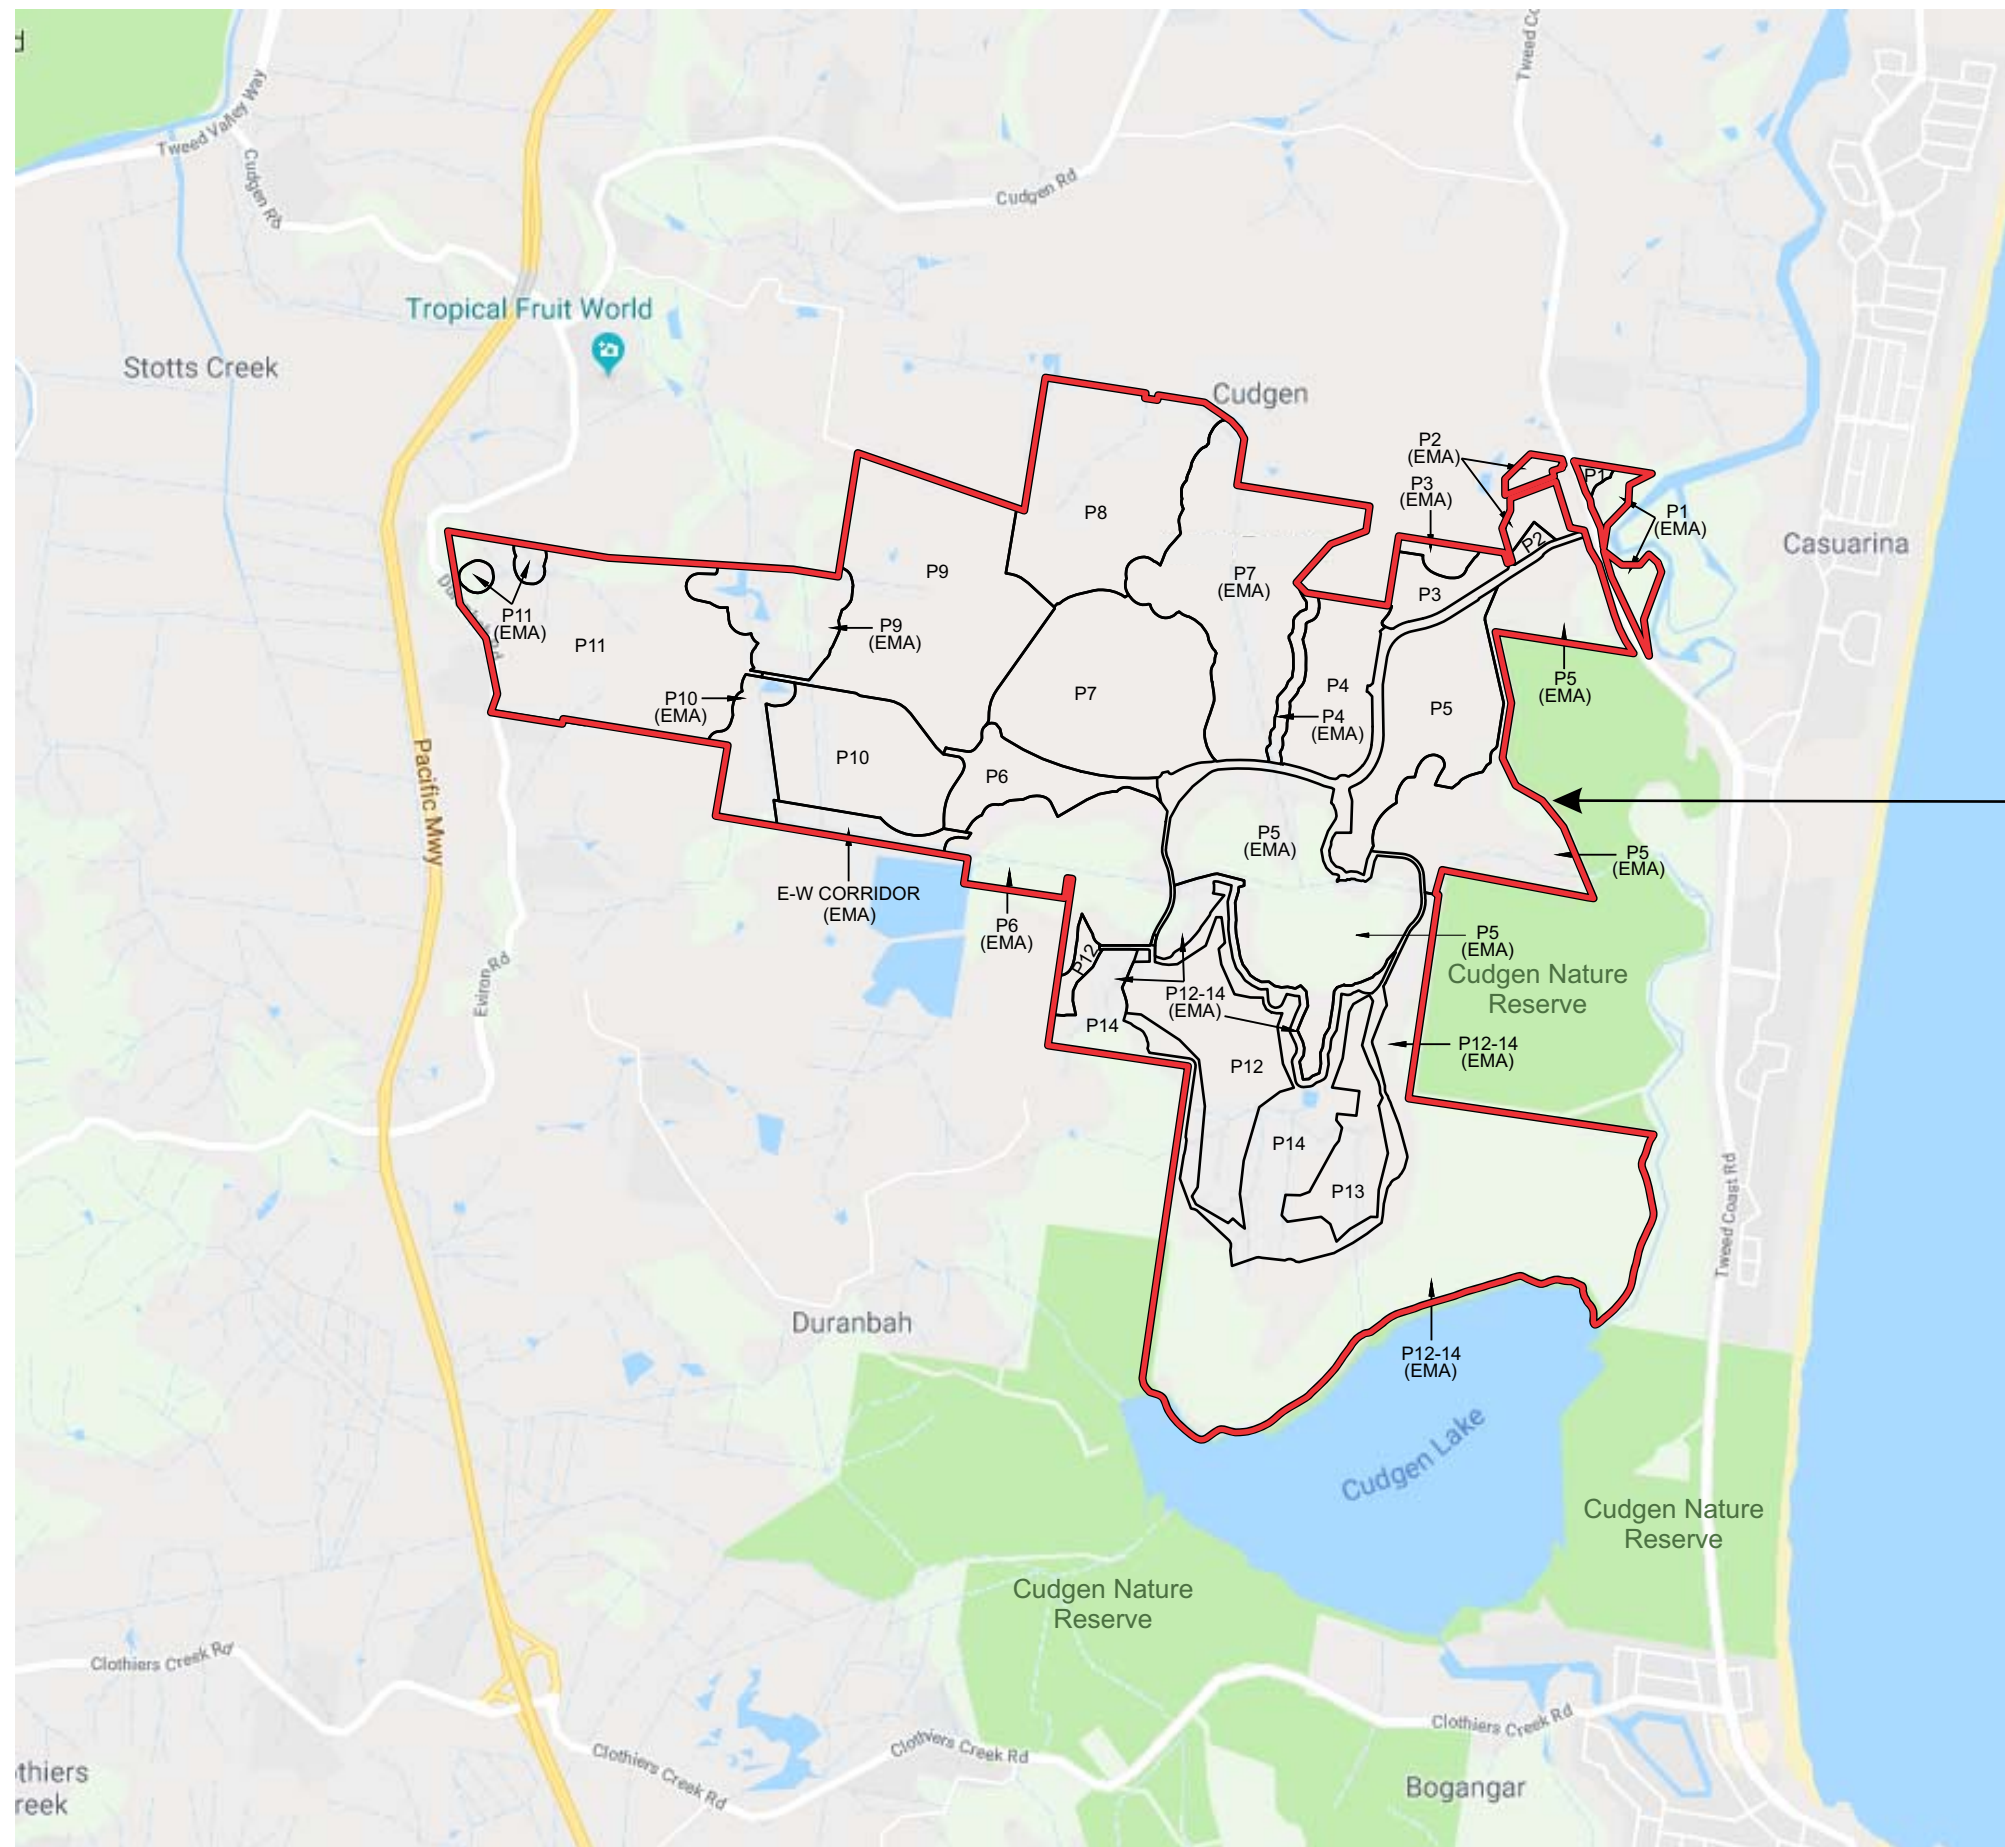 d
Tweed Valley Way
Cudgen Rd
Cudgen Rd
Tropical Fruit World
Stotts Creek
Cudgen
P2
(EMA)
P3
(EMA)
P1
P1
(EMA)
P2
Casuarina
P8
P9
P7
(EMA)
P3
P11
(EMA)
P11
P9
(EMA)
P10
(EMA)
P7
P4
P4
(EMA)
P5
P5
(EMA)
Pacific Mwy
P10
P6
P5
(EMA)
P5
(EMA)
E-W CORRIDOR
(EMA)
P6
(EMA)
P5
(EMA)
Cudgen Nature
Reserve
P12
Eviron Rd
P12-14
(EMA)
P14
P12-14
(EMA)
P12
P14
P13
Tweed Coast Rd
Duranbah
P12-14
(EMA)
Cudgen Lake
Cudgen Nature
Reserve
Cudgen Nature
Reserve
Clothiers Creek Rd
Clothiers Creek Rd
Clothiers Creek Rd
Clothiers Creek Rd
Bogangar
thiers
reek